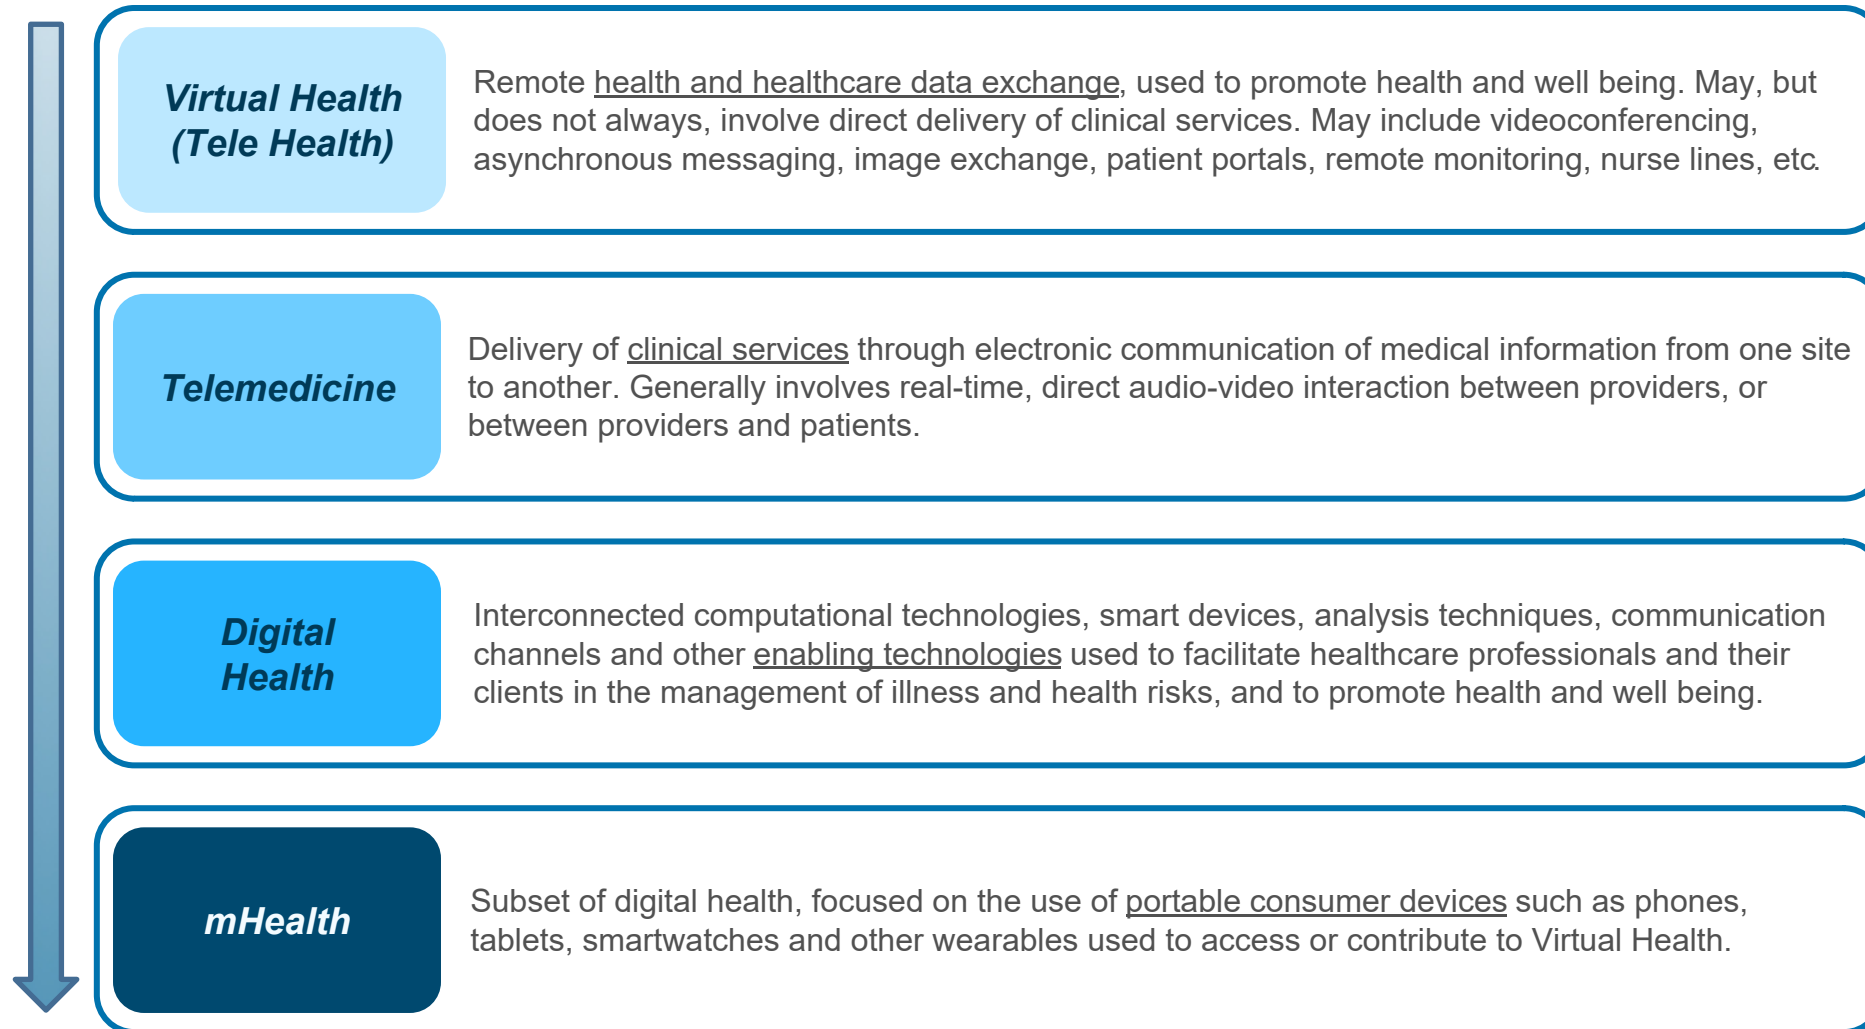 Virtual Health
(Tele Health)
Remote health and healthcare data exchange, used to promote health and well being. May, but
does not always, involve direct delivery of clinical services. May include videoconferencing,
asynchronous messaging, image exchange, patient portals, remote monitoring, nurse lines, etc.
Telemedicine
Delivery of clinical services through electronic communication of medical information from one site
to another. Generally involves real-time, direct audio-video interaction between providers, or
between providers and patients.
Digital
Health
Interconnected computational technologies, smart devices, analysis techniques, communication
channels and other enabling technologies used to facilitate healthcare professionals and their
clients in the management of illness and health risks, and to promote health and well being.
mHealth
Subset of digital health, focused on the use of portable consumer devices such as phones,
tablets, smartwatches and other wearables used to access or contribute to Virtual Health.